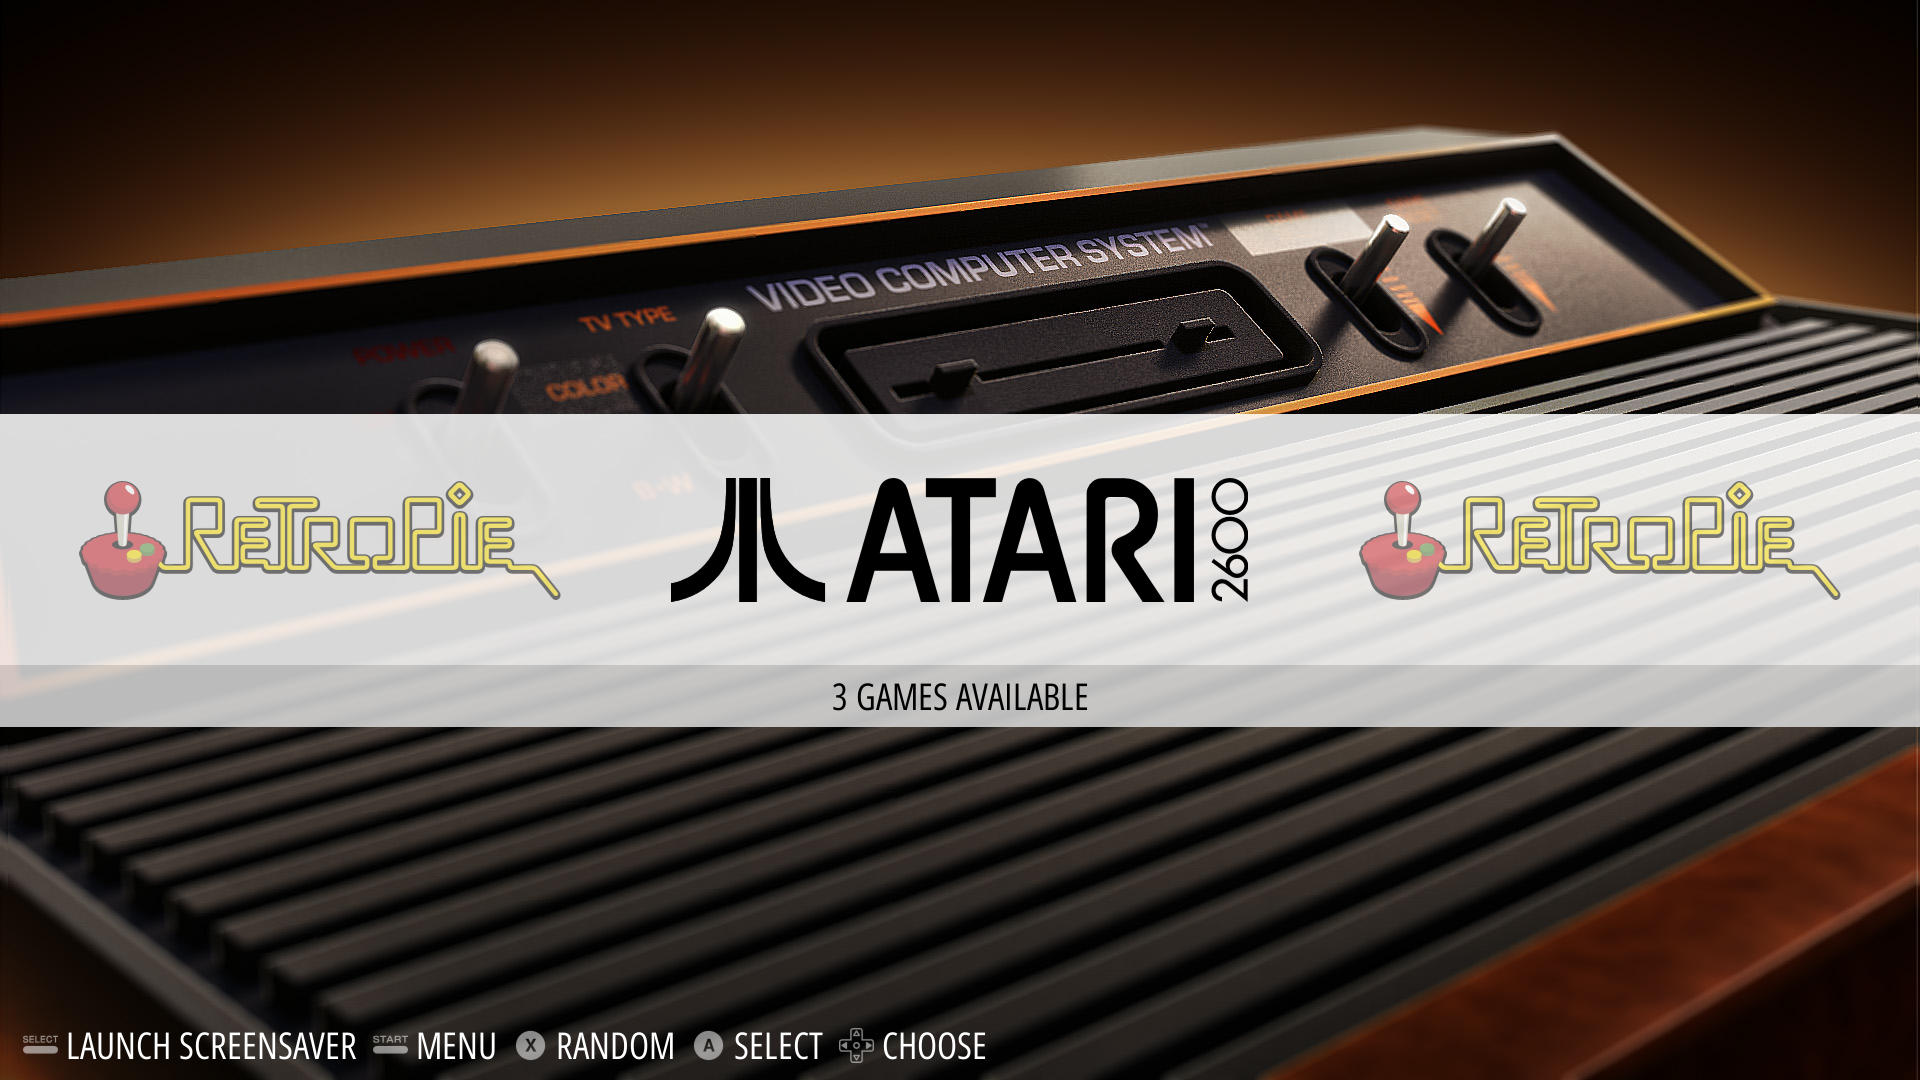 VIDEO COMPUTER SYSTEM
TV TYPE
POWER
COLOR
B•W
RETROPIE
ATARI 2600
RETROPIE
3 GAMES AVAILABLE
SELECT LAUNCH SCREENSAVER START MENU X RANDOM A SELECT CHOOSE